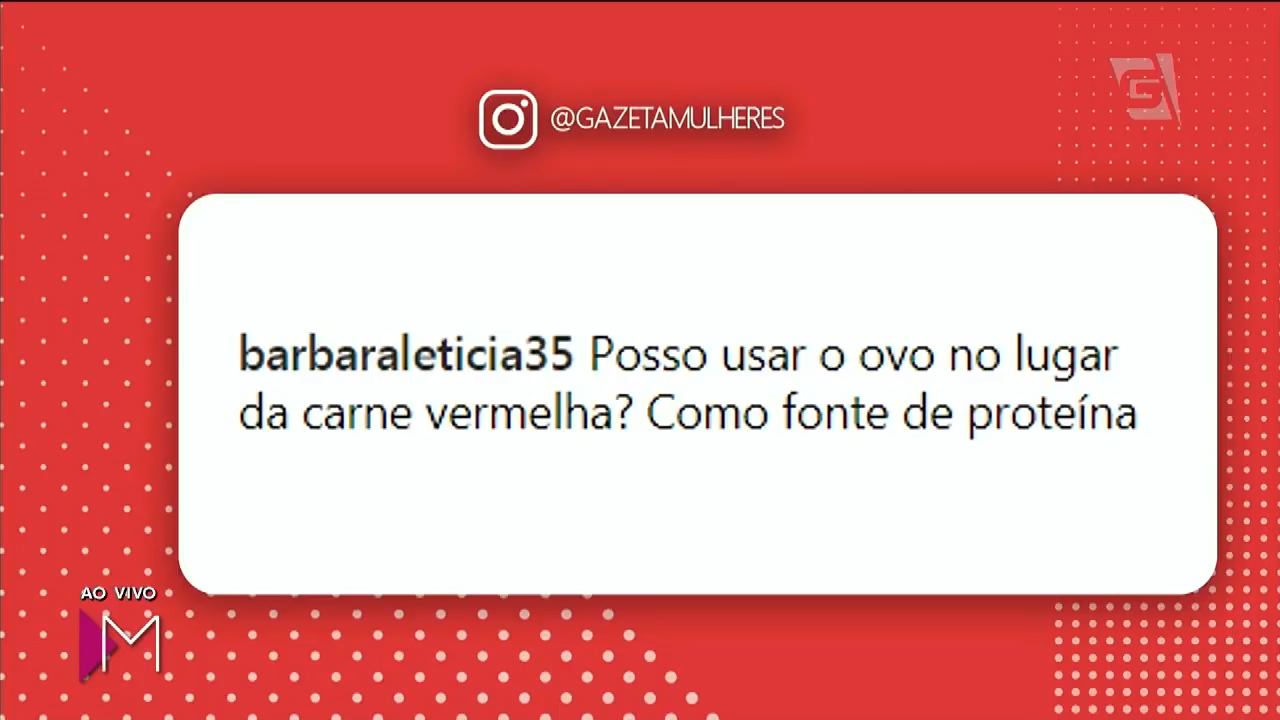 @GAZETAMULHERES
G
barbaraleticia35 Posso usar o ovo no lugar
da carne vermelha? Como fonte de proteína
AO VIVO
M